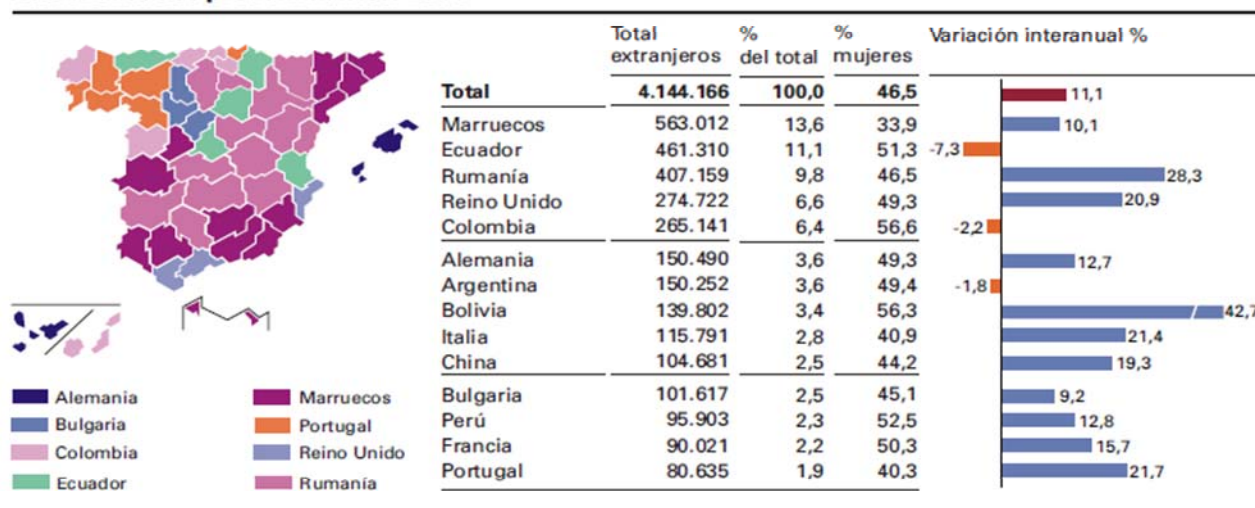 Total % %
extranjeros del total mujeres Variación interanual %
Total 4.144.166 100,0 46,5 11,1
Marruecos 563.012 13,6 33,9 10,1
Ecuador 461.310 11,1 51,3 -7,3
Rumanía 407.159 9,8 46,5 28,3
Reino Unido 274.722 6,6 49,3 20,9
Colombia 265.141 6,4 56,6 -2,2
Alemania 150.490 3,6 49,3 12,7
Argentina 150.252 3,6 49,4 -1,8
Bolivia 139.802 3,4 56,3 42,7
Italia 115.791 2,8 40,9 21,4
China 104.681 2,5 44,2 19,3
Bulgaria 101.617 2,5 45,1 9,2
Perú 95.903 2,3 52,5 12,8
Francia 90.021 2,2 50,3 15,7
Portugal 80.635 1,9 40,3 21,7
Alemania Marruecos
Bulgaria Portugal
Colombia Reino Unido
Ecuador Rumanía